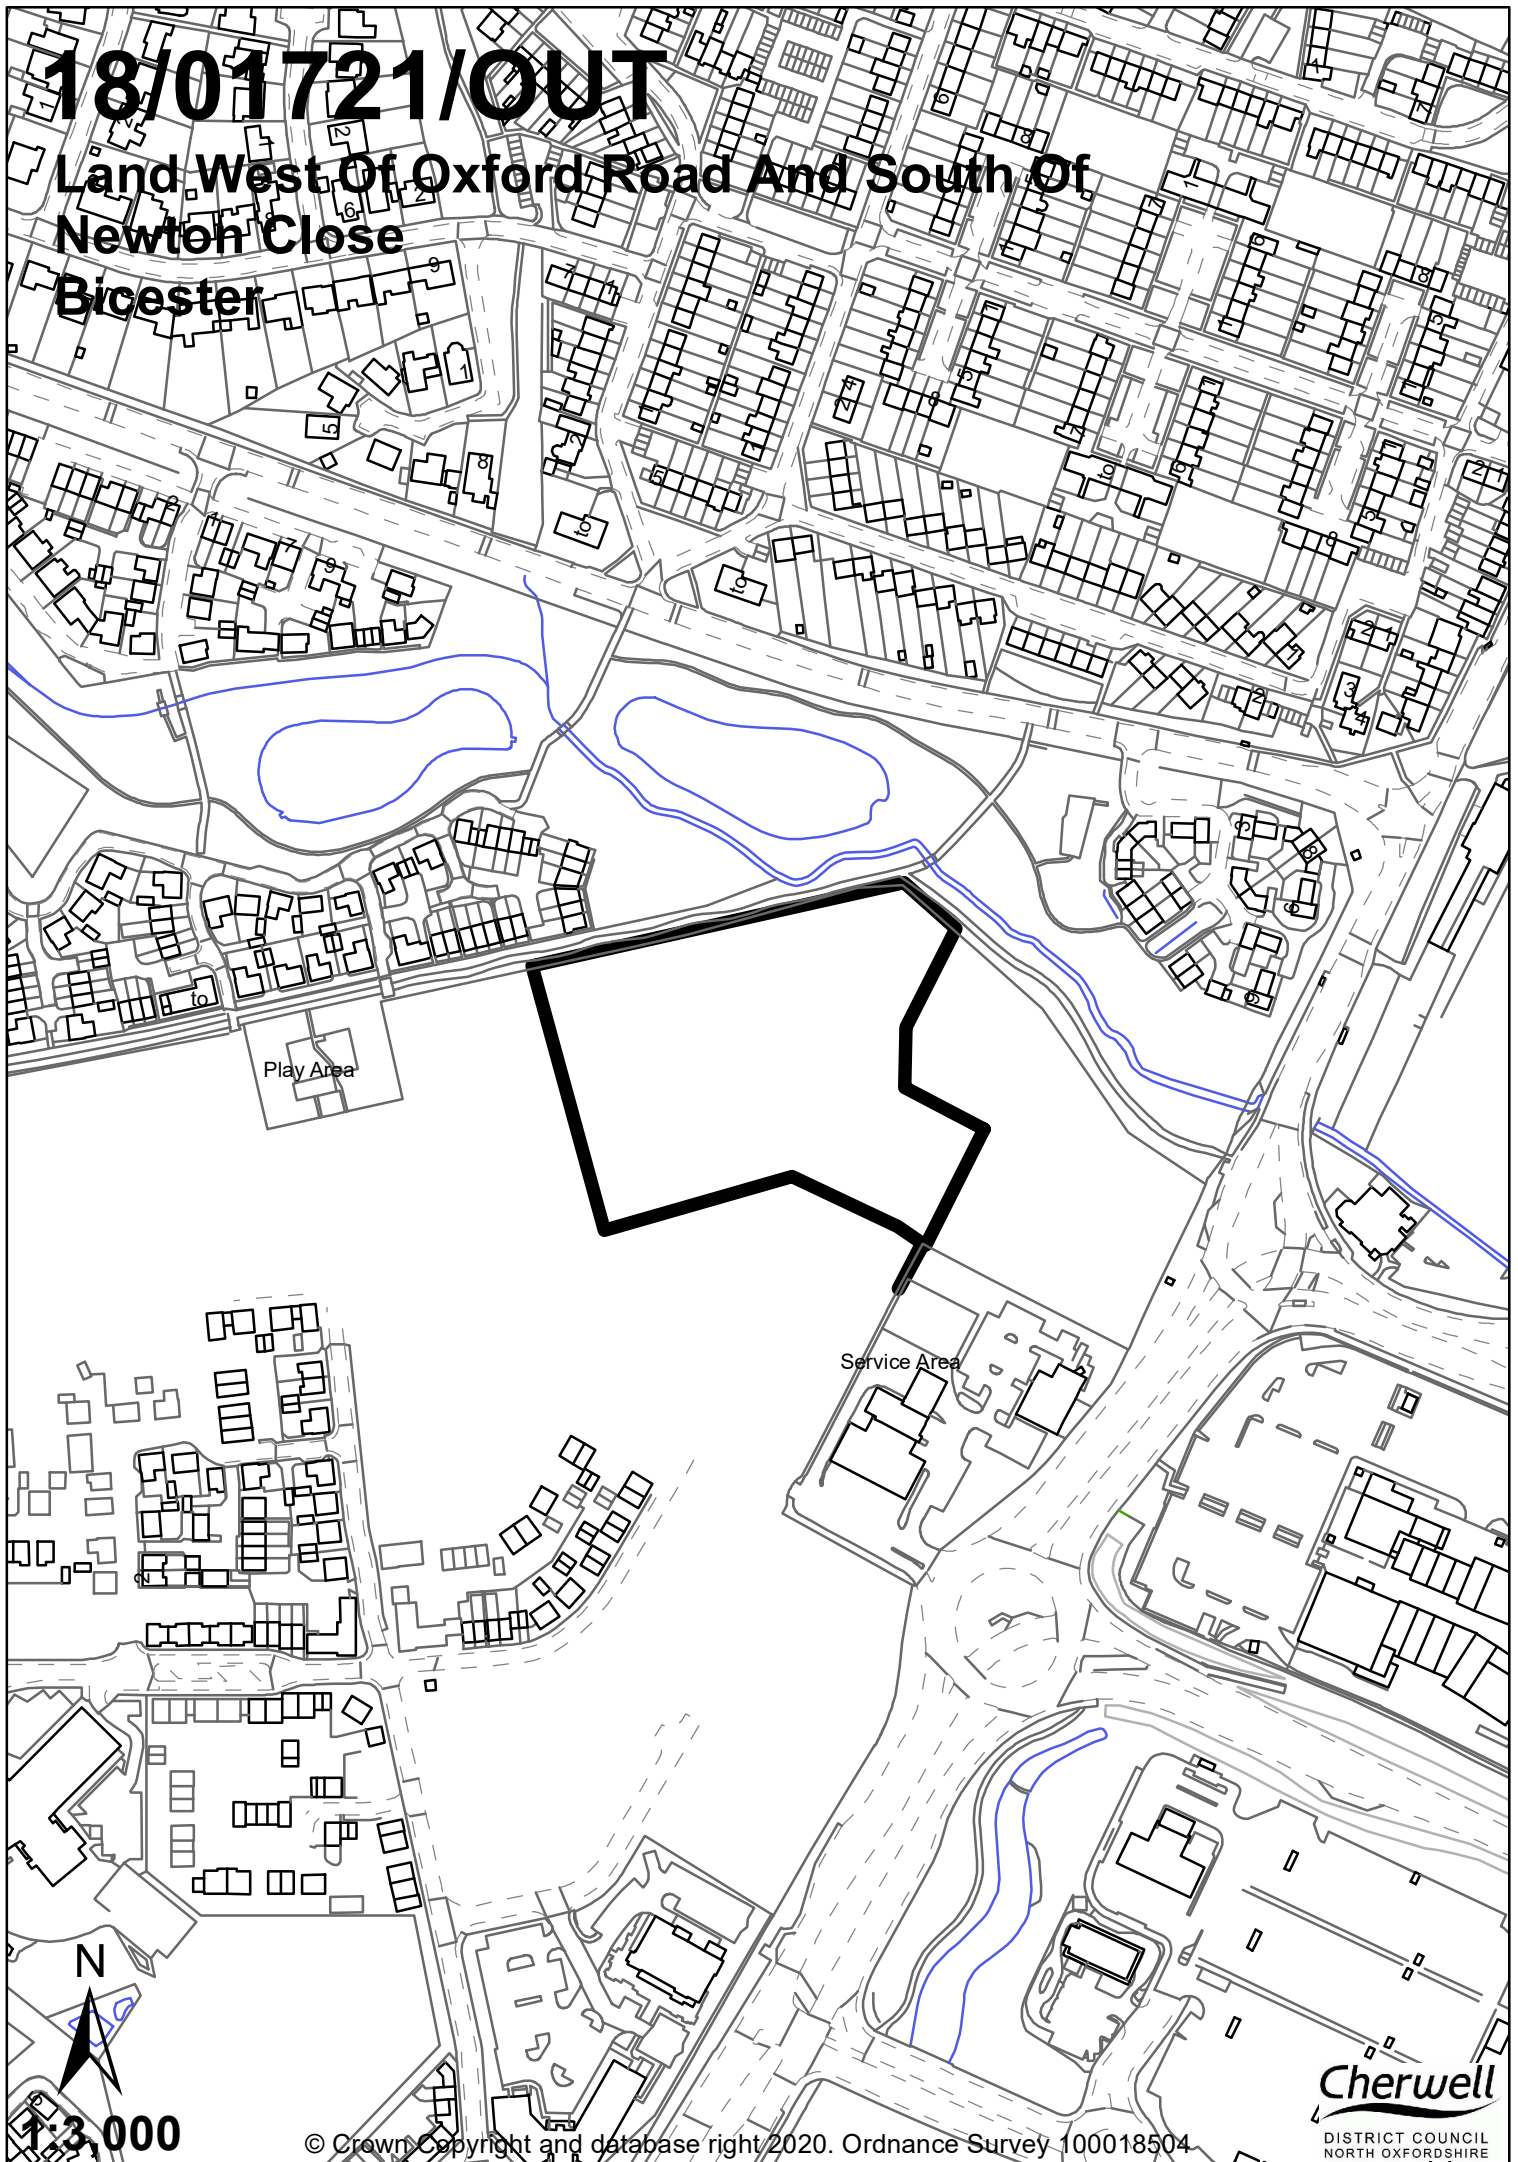 18/01721/OUT
Land West Of Oxford Road And South Of
Newton Close
Bicester
Play Area
Service Area
N
1:3,000
© Crown Copyright and database right 2020. Ordnance Survey 100018504
Cherwell
DISTRICT COUNCIL
NORTH OXFORDSHIRE